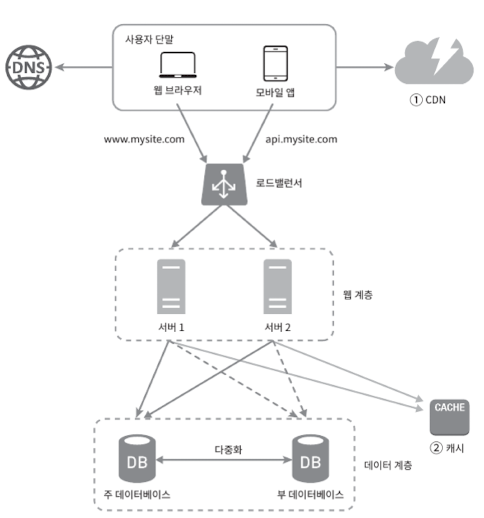 사용자 단말
DNS
웹 브라우저
모바일 앱
① CDN
www.mysite.com
api.mysite.com
로드밸런서
서버 1
서버 2
웹 계층
CACHE
② 캐시
다중화
DB
DB
데이터 계층
주 데이터베이스
부 데이터베이스